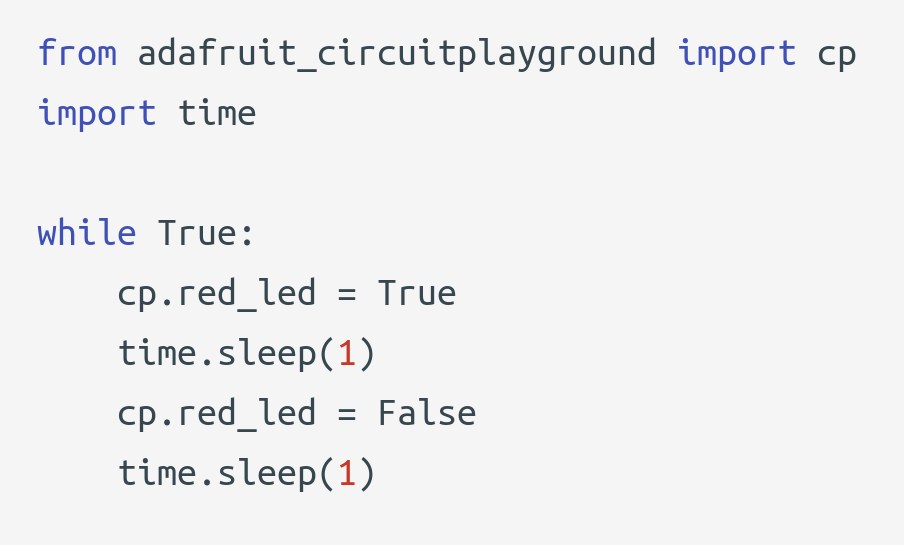 from adafruit_circuitplayground import cp
import time

while True:
    cp.red_led = True
    time.sleep(1)
    cp.red_led = False
    time.sleep(1)